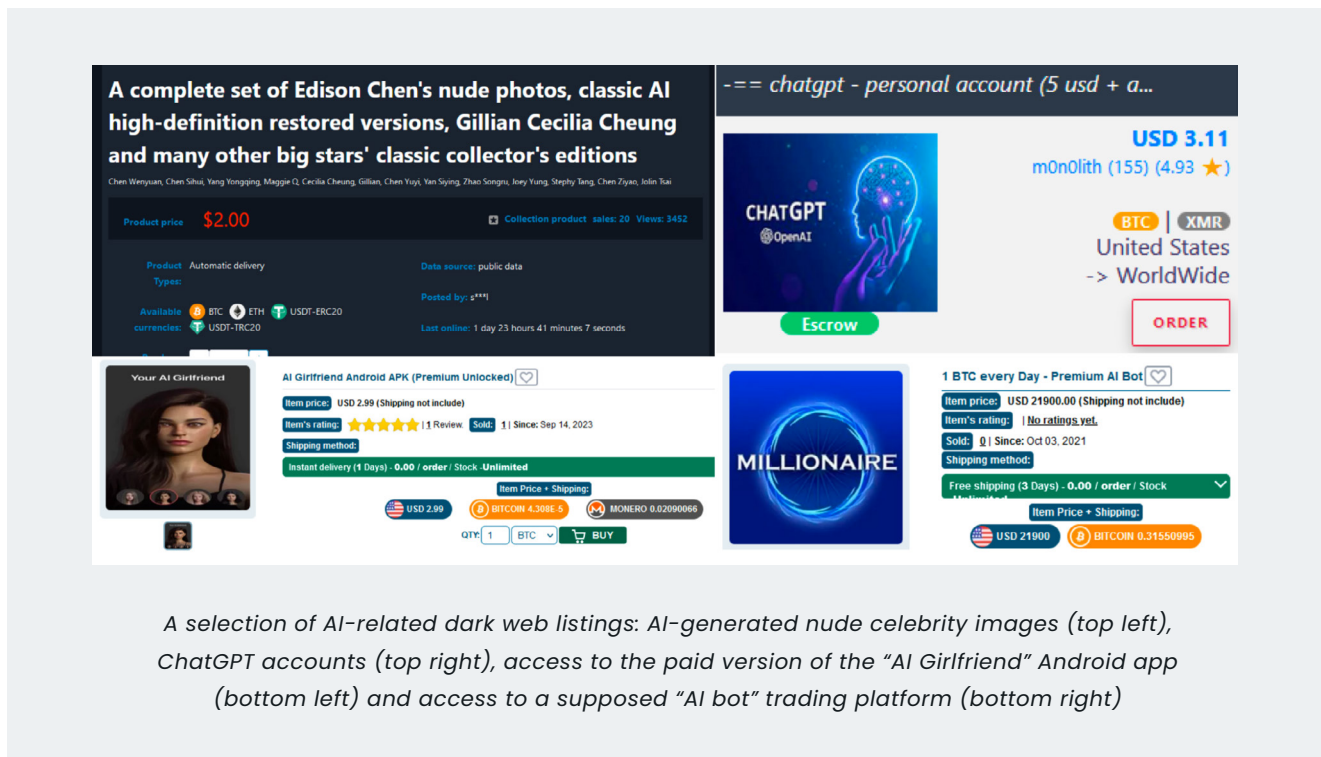 A complete set of Edison Chen's nude photos, classic AI
high-definition restored versions, Gillian Cecilia Cheung
and many other big stars' classic collector's editions
Chen Wenyuan, Chen Sihui, Yang Yongqing, Maggie Q, Cecilia Cheung, Gillian, Chen Yuyi, Yan Siying, Zhao Songru, Joey Yung, Stephy Tang, Chen Ziyao, Jolin Tsai
Product price $2.00 Collection product sales: 20 Views: 3452
Product Types: Automatic delivery
Data source: public data
Posted by: s***l
Available currencies: BTC ETH USDT-ERC20
USDT-TRC20
Last online: 1 day 23 hours 41 minutes 7 seconds
-== chatgpt - personal account (5 usd + a...
CHATGPT
OpenAI
Escrow
USD 3.11
m0n0lith (155) (4.93 ★)
BTC | XMR
United States
-> WorldWide
ORDER
Your AI Girlfriend
AI Girlfriend Android APK (Premium Unlocked)
Item price: USD 2.99 (Shipping not include)
Item's rating: | 1 Review. Sold: 1 | Since: Sep 14, 2023
Shipping method:
Instant delivery (1 Days) - 0.00 / order / Stock -Unlimited
Item Price + Shipping:
USD 2.99 BITCOIN 4.308E-5 MONERO 0.02090066
QTY: 1 BTC BUY
MILLIONAIRE
1 BTC every Day - Premium AI Bot
Item price: USD 21900.00 (Shipping not include)
Item's rating: | No ratings yet.
Sold: 0 | Since: Oct 03, 2021
Shipping method:
Free shipping (3 Days) - 0.00 / order / Stock
Item Price + Shipping:
USD 21900 BITCOIN 0.31550995
A selection of AI-related dark web listings: AI-generated nude celebrity images (top left),
ChatGPT accounts (top right), access to the paid version of the “AI Girlfriend” Android app
(bottom left) and access to a supposed “AI bot” trading platform (bottom right)